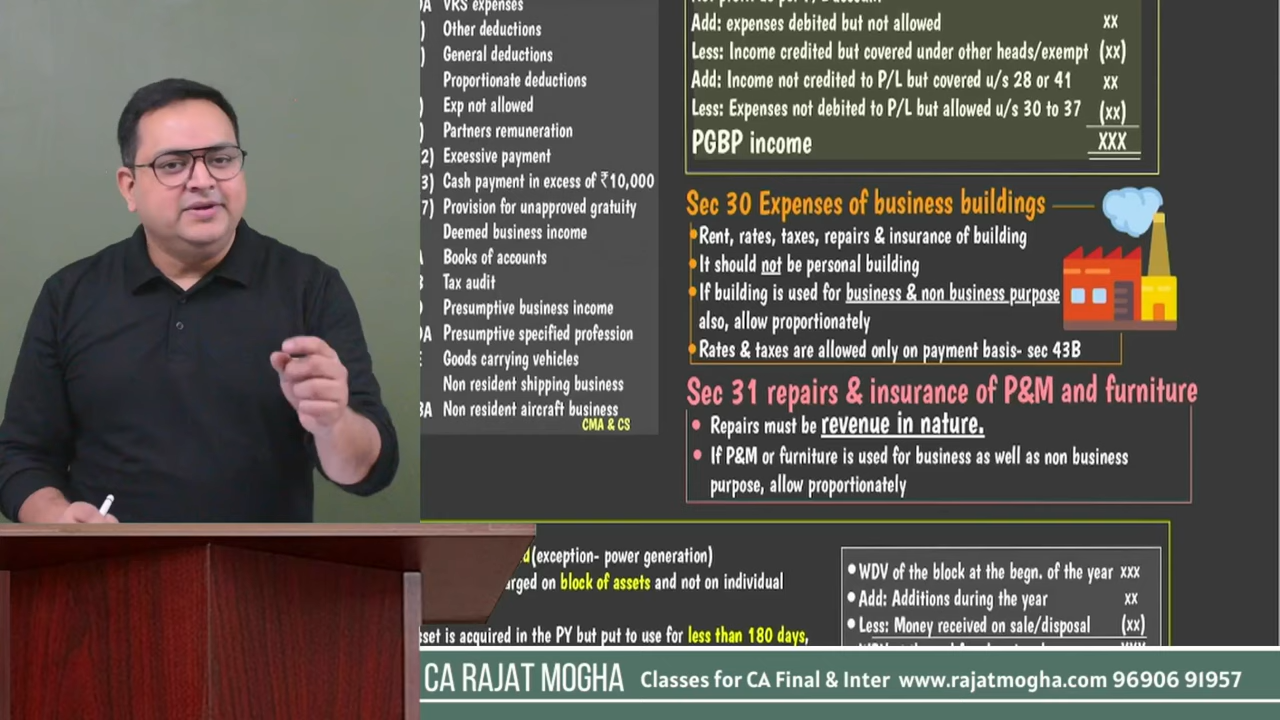 VRS expenses
Other deductions
General deductions
Proportionate deductions
Exp not allowed
Partners remuneration
2) Excessive payment
3) Cash payment in excess of ₹10,000
7) Provision for unapproved gratuity
Deemed business income
Books of accounts
Tax audit
Presumptive business income
Presumptive specified profession
Goods carrying vehicles
Non resident shipping business
Non resident aircraft business
CMA & CS
Add: expenses debited but not allowed xx
Less: Income credited but covered under other heads/exempt (xx)
Add: Income not credited to P/L but covered u/s 28 or 41 xx
Less: Expenses not debited to P/L but allowed u/s 30 to 37 (xx)
PGBP income XXX
Sec 30 Expenses of business buildings
Rent, rates, taxes, repairs & insurance of building
It should not be personal building
If building is used for business & non business purpose
also, allow proportionately
Rates & taxes are allowed only on payment basis- sec 43B
Sec 31 repairs & insurance of P&M and furniture
Repairs must be revenue in nature.
If P&M or furniture is used for business as well as non business
purpose, allow proportionately
(exception- power generation)
on block of assets and not on individual
is acquired in the PY but put to use for less than 180 days,
WDV of the block at the begn. of the year xxx
Add: Additions during the year xx
Less: Money received on sale/disposal (xx)
CA RAJAT MOGHA Classes for CA Final & Inter www.rajatmogha.com 96906 91957